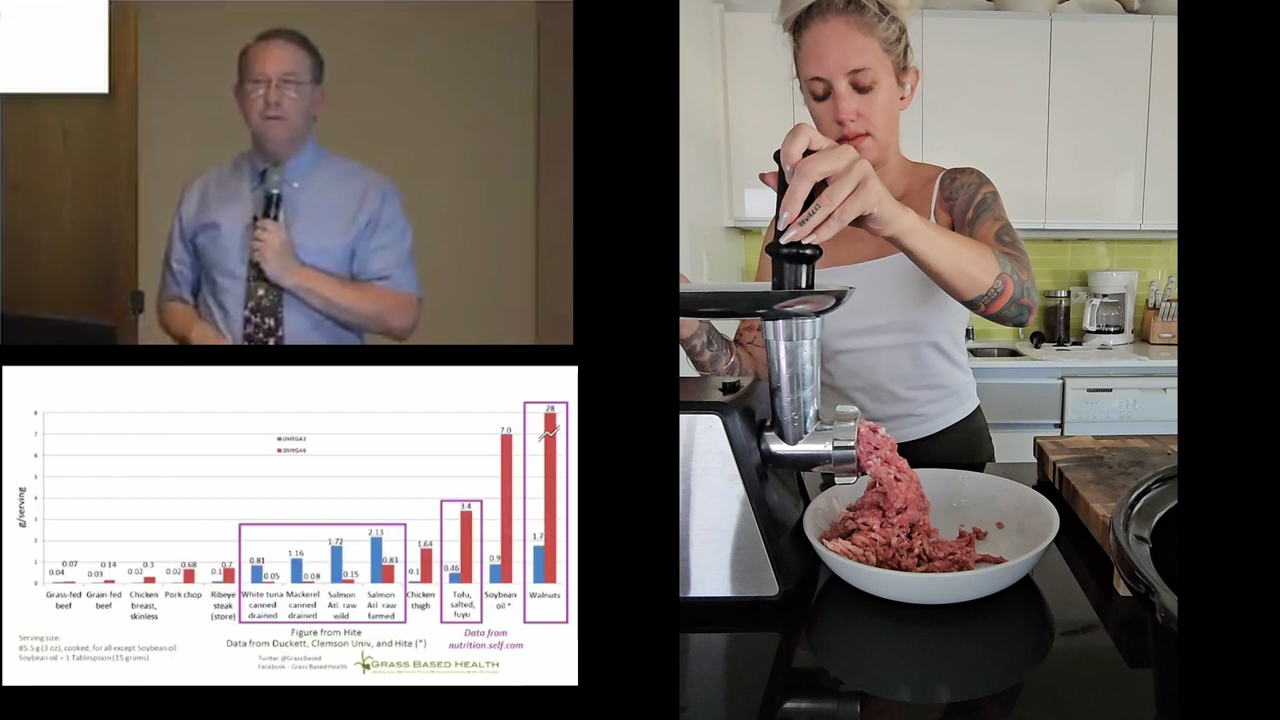 8
28
7
7.0
OMEGA3
OMEGA6
6
5
g/serving
4
3.4
3
2
2.13
1.72
1.64
1.7
1
0.81
1.16
0.83
0.9
0.04
0.07
0.03
0.14
0.02
0.3
0.02
0.68
0.1
0.7
0.05
0.08
0.15
0.1
0.46
0
Grass-fed
beef
Grain-fed
beef
Chicken
breast,
skinless
Pork chop
Ribeye
steak
(store)
White tuna
canned
drained
Mackerel
canned
drained
Salmon
Atl. raw
wild
Salmon
Atl. raw
farmed
Chicken
thigh
Tofu,
salted,
fuyu
Soybean
oil *
Walnuts
Figure from Hite
Data from Duckett, Clemson Univ, and Hite (*)
Data from
nutrition.self.com
Serving size:
85.5 g (3 oz), cooked, for all except Soybean oil
Soybean oil = 1 Tablespoon (15 grams)
Twitter @GrassBased
Facebook - Grass Based Health
GRASS BASED HEALTH